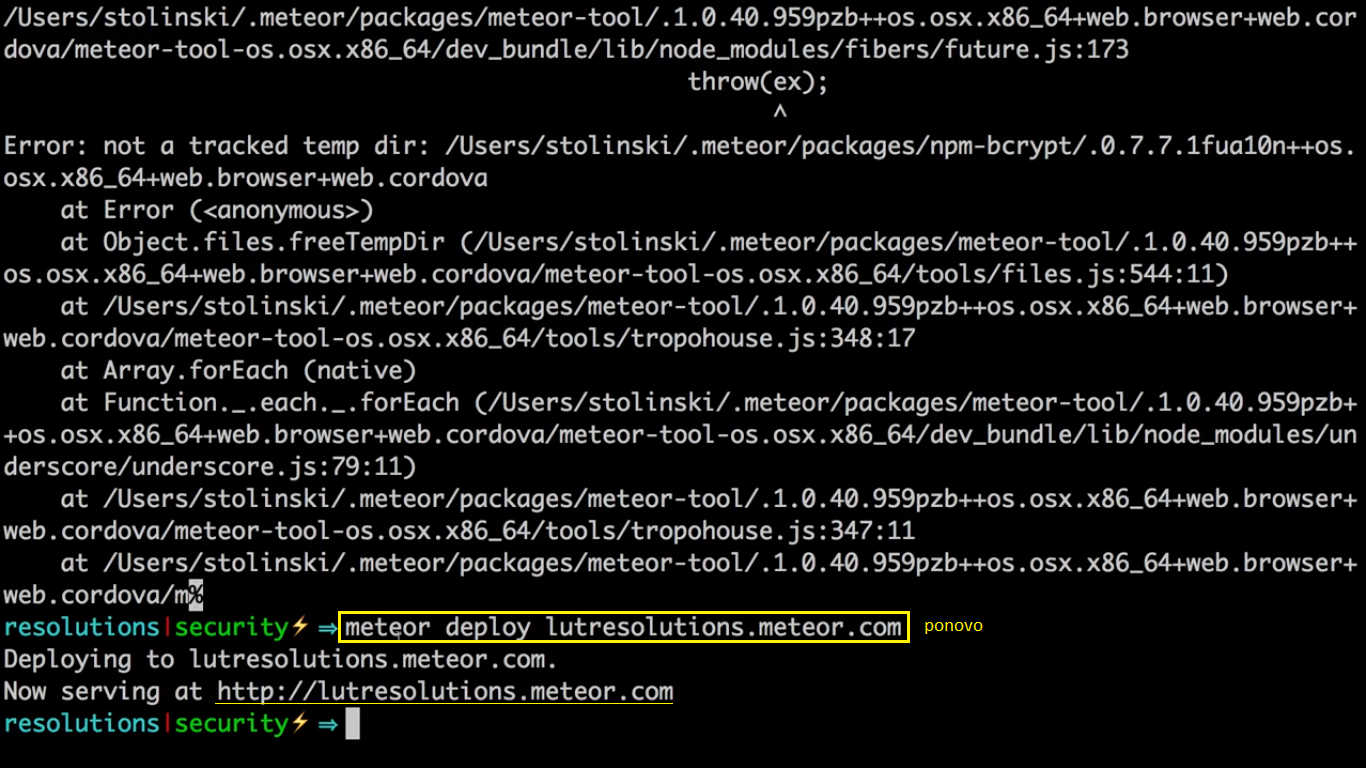 /Users/stolinski/.meteor/packages/meteor-tool/.1.0.40.959pzb++os.osx.x86_64+web.browser+web.cor
dova/meteor-tool-os.osx.x86_64/dev_bundle/lib/node_modules/fibers/future.js:173
throw(ex);
^
Error: not a tracked temp dir: /Users/stolinski/.meteor/packages/npm-bcrypt/.0.7.7.1fua10n++os.
osx.x86_64+web.browser+web.cordova
at Error (<anonymous>)
at Object.files.freeTempDir (/Users/stolinski/.meteor/packages/meteor-tool/.1.0.40.959pzb++
os.osx.x86_64+web.browser+web.cordova/meteor-tool-os.osx.x86_64/tools/files.js:544:11)
at /Users/stolinski/.meteor/packages/meteor-tool/.1.0.40.959pzb++os.osx.x86_64+web.browser+
web.cordova/meteor-tool-os.osx.x86_64/tools/tropohouse.js:348:17
at Array.forEach (native)
at Function._.each._.forEach (/Users/stolinski/.meteor/packages/meteor-tool/.1.0.40.959pzb+
+os.osx.x86_64+web.browser+web.cordova/meteor-tool-os.osx.x86_64/dev_bundle/lib/node_modules/un
derscore/underscore.js:79:11)
at /Users/stolinski/.meteor/packages/meteor-tool/.1.0.40.959pzb++os.osx.x86_64+web.browser+
web.cordova/meteor-tool-os.osx.x86_64/tools/tropohouse.js:347:11
at /Users/stolinski/.meteor/packages/meteor-tool/.1.0.40.959pzb++os.osx.x86_64+web.browser+
web.cordova/m%
resolutions|security⚡ ⇒ meteor deploy lutresolutions.meteor.com ponovo
Deploying to lutresolutions.meteor.com.
Now serving at http://lutresolutions.meteor.com
resolutions|security⚡ ⇒